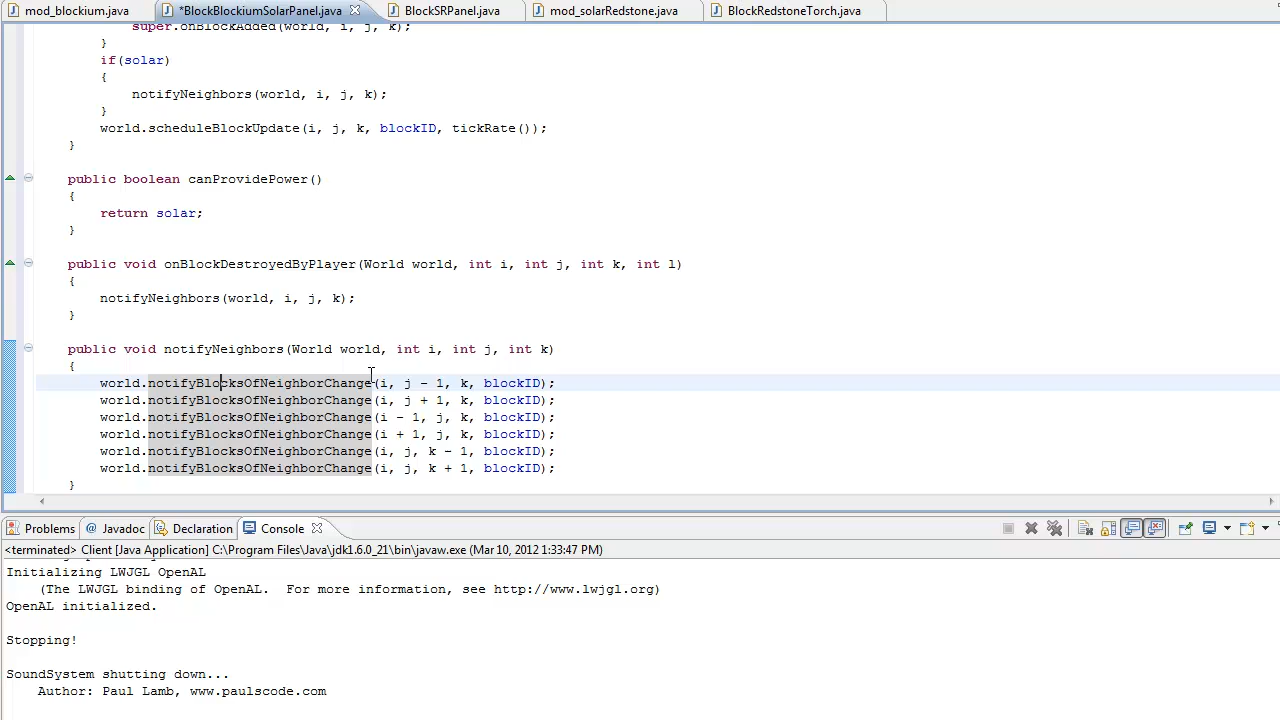 mod_blockium.java *BlockBlockiumSolarPanel.java BlockSRPanel.java mod_solarRedstone.java BlockRedstoneTorch.java
super.onBlockAdded(world, i, j, k);
}
if(solar)
{
notifyNeighbors(world, i, j, k);
}
world.scheduleBlockUpdate(i, j, k, blockID, tickRate());
}
public boolean canProvidePower()
{
return solar;
}
public void onBlockDestroyedByPlayer(World world, int i, int j, int k, int l)
{
notifyNeighbors(world, i, j, k);
}
public void notifyNeighbors(World world, int i, int j, int k)
{
world.notifyBlocksOfNeighborChange(i, j - 1, k, blockID);
world.notifyBlocksOfNeighborChange(i, j + 1, k, blockID);
world.notifyBlocksOfNeighborChange(i - 1, j, k, blockID);
world.notifyBlocksOfNeighborChange(i + 1, j, k, blockID);
world.notifyBlocksOfNeighborChange(i, j, k - 1, blockID);
world.notifyBlocksOfNeighborChange(i, j, k + 1, blockID);
}
Problems @ Javadoc Declaration Console
<terminated> Client [Java Application] C:\Program Files\Java\jdk1.6.0_21\bin\javaw.exe (Mar 10, 2012 1:33:47 PM)
Initializing LWJGL OpenAL
(The LWJGL binding of OpenAL. For more information, see http://www.lwjgl.org)
OpenAL initialized.
Stopping!
SoundSystem shutting down...
Author: Paul Lamb, www.paulscode.com